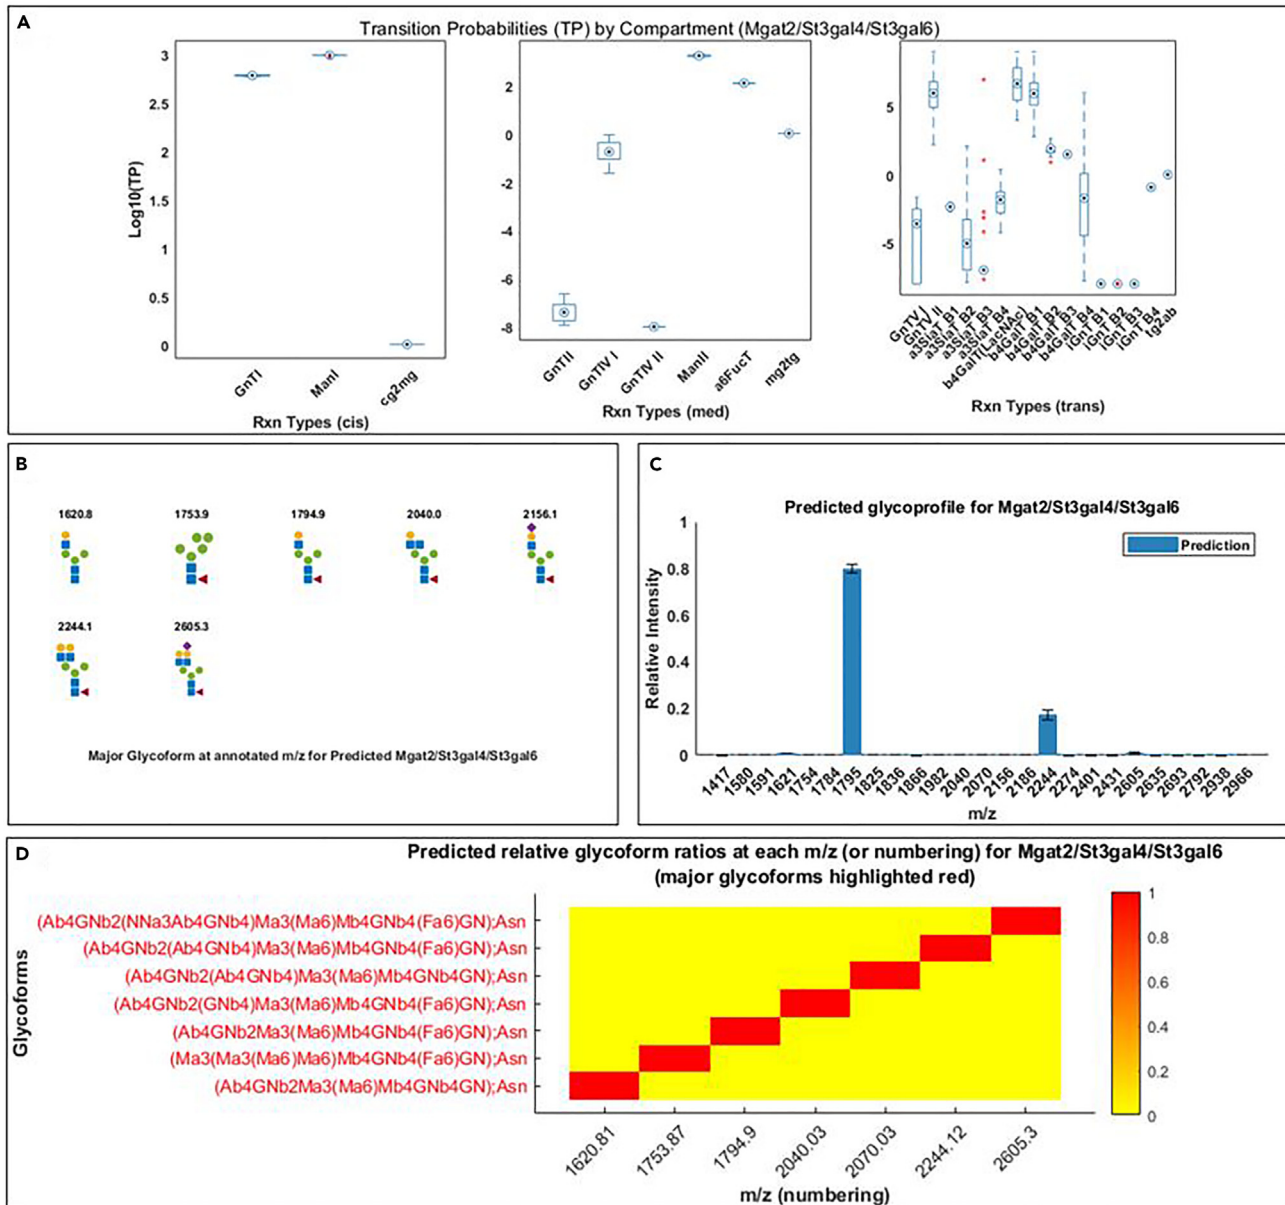 A
Transition Probabilities (TP) by Compartment (Mgat2/St3gal4/St3gal6)
Log10(TP)
3
2.5
2
1.5
1
0.5
0
GnTI
ManI
cg2mg
Rxn Types (cis)
2
0
-2
-4
-6
-8
GnTII
GnTIV I
GnTIV II
ManII
a6FucT
mg2tg
Rxn Types (med)
5
0
-5
GnTV I
GnTV II
a3SiaT B1
a3SiaT B2
a3SiaT B3
a3SiaT B4
b4GalT(LacNAc)
b4GalT B1
b4GalT B2
b4GalT B3
b4GalT B4
iGnT B1
iGnT B2
iGnT B3
iGnT B4
tg2ab
Rxn Types (trans)
B
1620.8 1753.9 1794.9 2040.0 2156.1
2244.1 2605.3
Major Glycoform at annotated m/z for Predicted Mgat2/St3gal4/St3gal6
C
Predicted glycoprofile for Mgat2/St3gal4/St3gal6
Prediction
Relative Intensity
1
0.8
0.6
0.4
0.2
0
1417 1580 1591 1621 1754 1784 1795 1825 1836 1866 1982 2040 2070 2156 2186 2244 2274 2401 2431 2605 2635 2693 2792 2938 2966
m/z
D
Predicted relative glycoform ratios at each m/z (or numbering) for Mgat2/St3gal4/St3gal6
(major glycoforms highlighted red)
Glycoforms
(Ab4GNb2(NNa3Ab4GNb4)Ma3(Ma6)Mb4GNb4(Fa6)GN);Asn
(Ab4GNb2(Ab4GNb4)Ma3(Ma6)Mb4GNb4(Fa6)GN);Asn
(Ab4GNb2(Ab4GNb4)Ma3(Ma6)Mb4GNb4GN);Asn
(Ab4GNb2(GNb4)Ma3(Ma6)Mb4GNb4(Fa6)GN);Asn
(Ab4GNb2Ma3(Ma6)Mb4GNb4(Fa6)GN);Asn
(Ma3(Ma3(Ma6)Ma6)Mb4GNb4(Fa6)GN);Asn
(Ab4GNb2Ma3(Ma6)Mb4GNb4GN);Asn
1620.81 1753.87 1794.9 2040.03 2070.03 2244.12 2605.3
m/z (numbering)
1
0.8
0.6
0.4
0.2
0